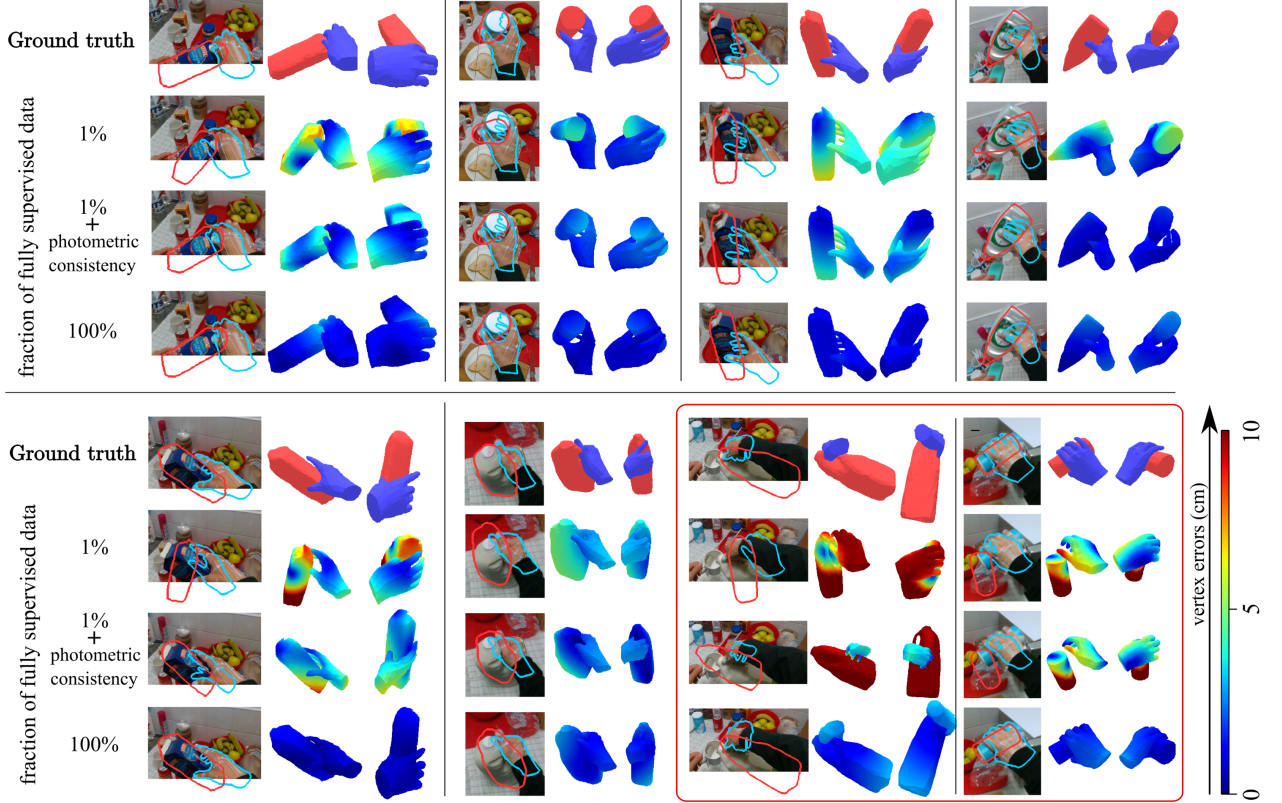 Ground truth
fraction of fully supervised data
1%
1%
+
photometric
consistency
100%
Ground truth
fraction of fully supervised data
1%
1%
+
photometric
consistency
100%
vertex errors (cm)
10
5
0